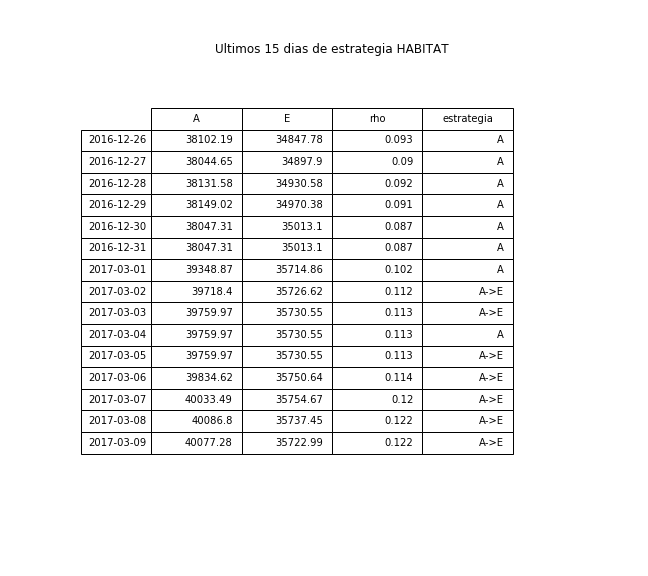 Ultimos 15 dias de estrategia HABITAT
A E rho estrategia
2016-12-26 38102.19 34847.78 0.093 A
2016-12-27 38044.65 34897.9 0.09 A
2016-12-28 38131.58 34930.58 0.092 A
2016-12-29 38149.02 34970.38 0.091 A
2016-12-30 38047.31 35013.1 0.087 A
2016-12-31 38047.31 35013.1 0.087 A
2017-03-01 39348.87 35714.86 0.102 A
2017-03-02 39718.4 35726.62 0.112 A->E
2017-03-03 39759.97 35730.55 0.113 A->E
2017-03-04 39759.97 35730.55 0.113 A
2017-03-05 39759.97 35730.55 0.113 A->E
2017-03-06 39834.62 35750.64 0.114 A->E
2017-03-07 40033.49 35754.67 0.12 A->E
2017-03-08 40086.8 35737.45 0.122 A->E
2017-03-09 40077.28 35722.99 0.122 A->E